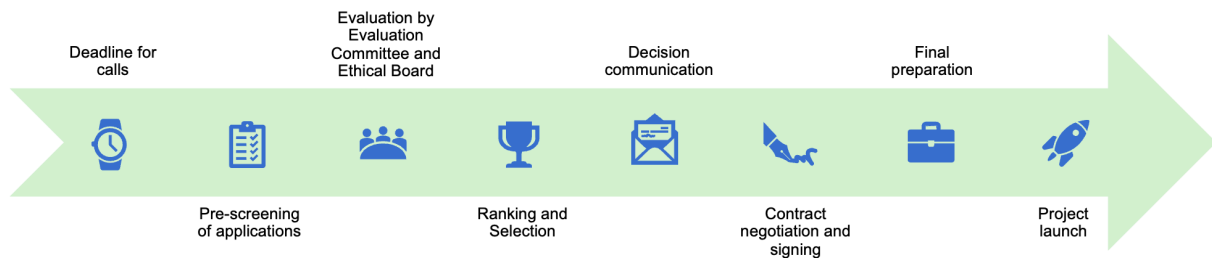 Deadline for
calls
Pre-screening
of applications
Evaluation by
Evaluation
Committee and
Ethical Board
Ranking and
Selection
Decision
communication
Contract
negotiation and
signing
Final
preparation
Project
launch